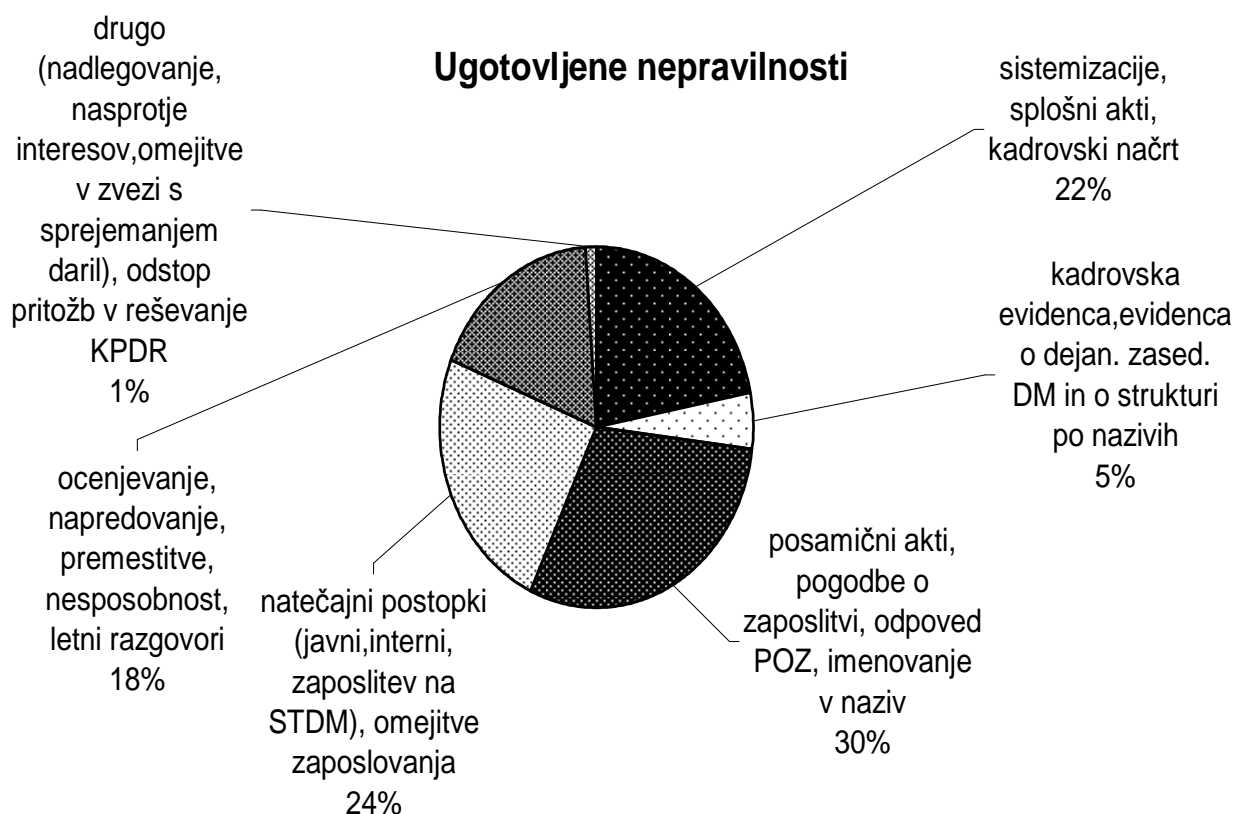 Ugotovljene nepravilnosti
drugo
(nadlegovanje,
nasprotje
interesov,omejitve
v zvezi s
sprejemanjem
daril), odstop
pritožb v reševanje
KPDR
1%
sistemizacije,
splošni akti,
kadrovski načrt
22%
kadrovska
evidenca,evidenca
o dejan. zased.
DM in o strukturi
po nazivih
5%
posamični akti,
pogodbe o
zaposlitvi, odpoved
POZ, imenovanje
v naziv
30%
natečajni postopki
(javni,interni,
zaposlitev na
STDM), omejitve
zaposlovanja
24%
ocenjevanje,
napredovanje,
premestitve,
nesposobnost,
letni razgovori
18%